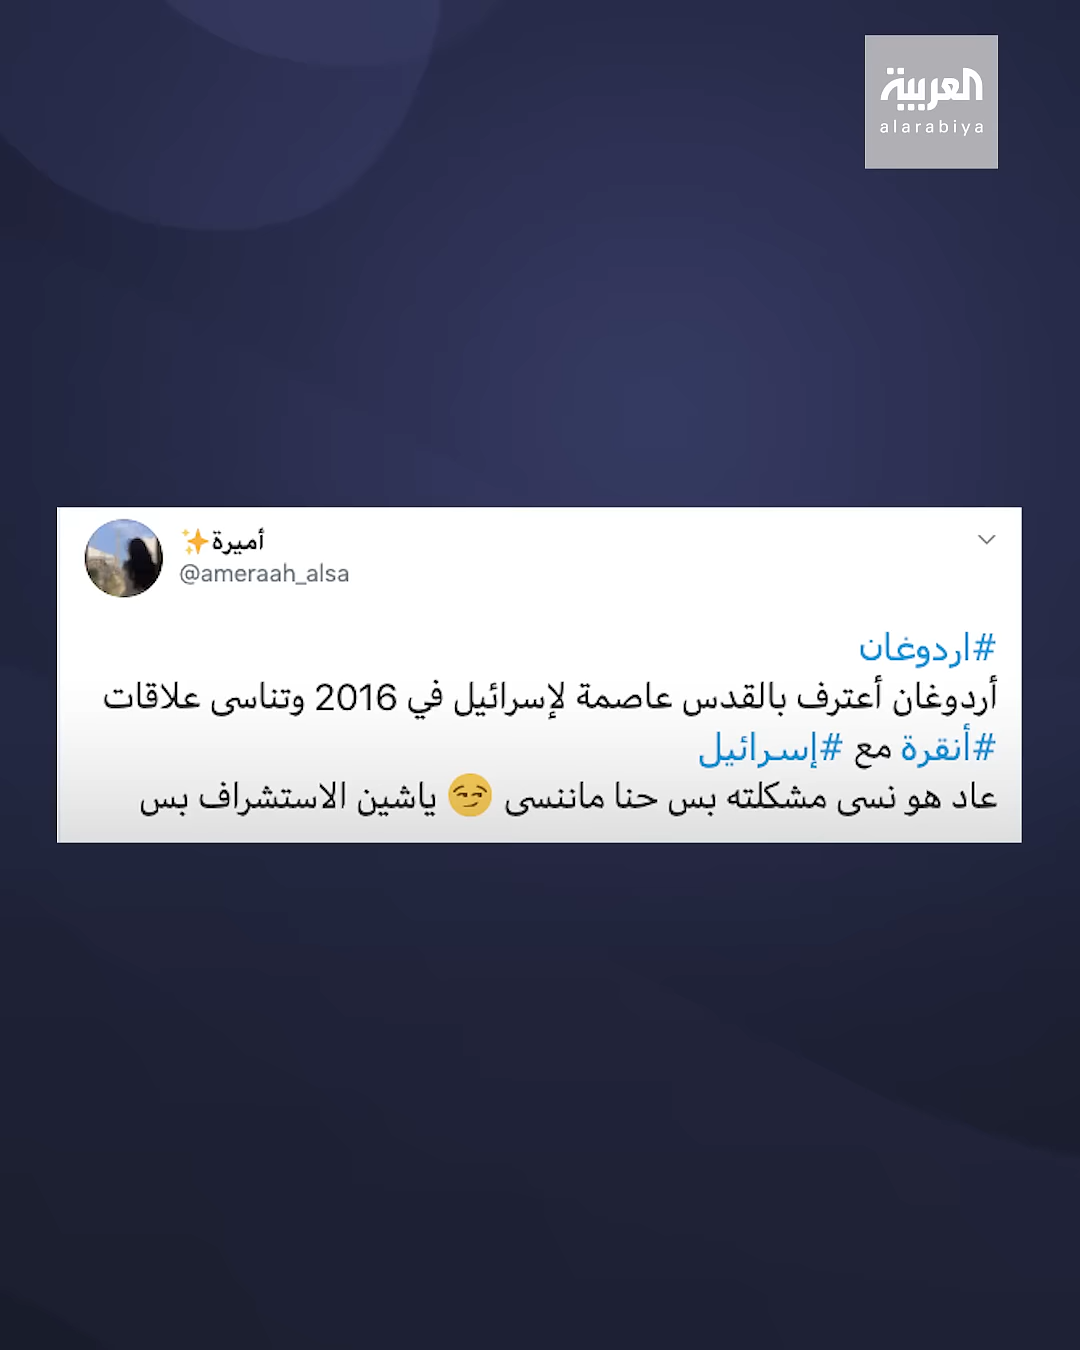 العربية
alarabiya
أميرة✨
@ameraah_alsa
#اردوغان
أردوغان أعترف بالقدس عاصمة لإسرائيل في 2016 وتناسى علاقات
#أنقرة مع #إسرائيل
عاد هو نسى مشكلته بس حنا ماننسى 😏 ياشين الاستشراف بس